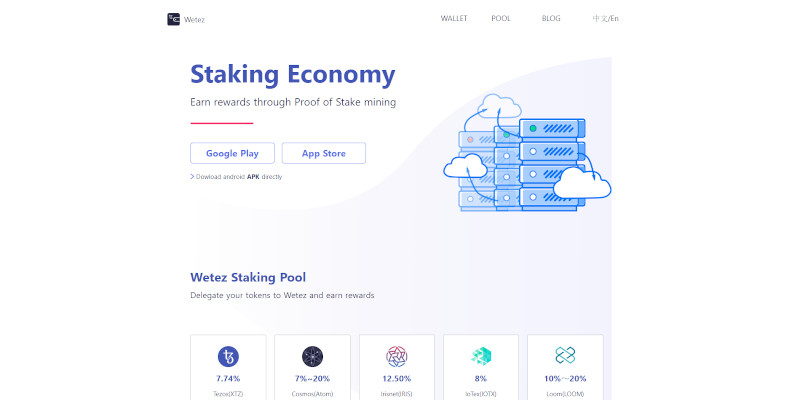 Wetez
WALLET POOL BLOG 中文/En
Staking Economy
Earn rewards through Proof of Stake mining
Google Play App Store
> Dowload android APK directly
Wetez Staking Pool
Delegate your tokens to Wetez and earn rewards
7.74% 7%~20% 12.50% 8% 10%~20%
Tezos(XTZ) Cosmos(Atom) Irisnet(IRIS) IoTex(IOTX) Loom(LOOM)